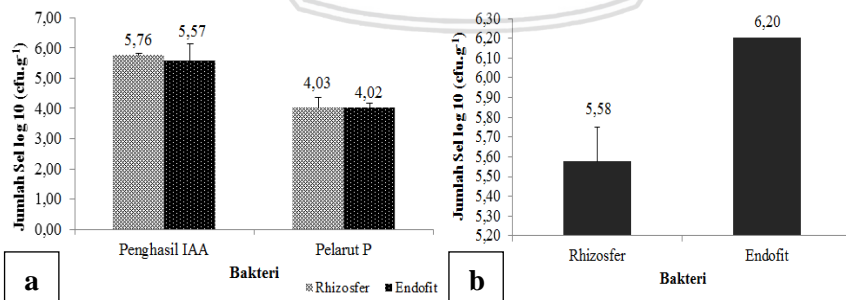 7,00
6,00
5,00
4,00
3,00
2,00
1,00
0,00
Jumlah Sel log 10 (cfu.g⁻¹)
5,76
5,57
4,03
4,02
Penghasil IAA
Pelarut P
Bakteri
Rhizosfer
Endofit
a
6,30
6,20
6,10
6,00
5,90
5,80
5,70
5,60
5,50
5,40
5,30
5,20
Jumlah Sel log 10 (cfu.g⁻¹)
5,58
6,20
Rhizosfer
Endofit
Bakteri
b